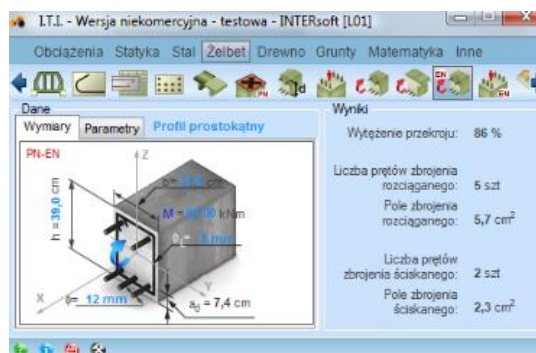 I.T.I. - Wersja niekomercyjna - testowa - INTERsoft [L01]
Obciążenia Statyka Stal Żelbet Drewno Grunty Matematyka Inne
Dane
Wymiary Parametry Profil prostokątny
PN-EN
Z
h = 39,0 cm
b=
M = kNm
X
Y
12 mm
= 7,4 cm
Wyniki
Wytężenie przekroju: 86 %
Liczba prętów zbrojenia
rozciąganego: 5 szt
Pole zbrojenia
rozciąganego: 5,7 cm²
Liczba prętów
zbrojenia ściskanego: 2 szt
Pole zbrojenia
ściskanego: 2,3 cm²